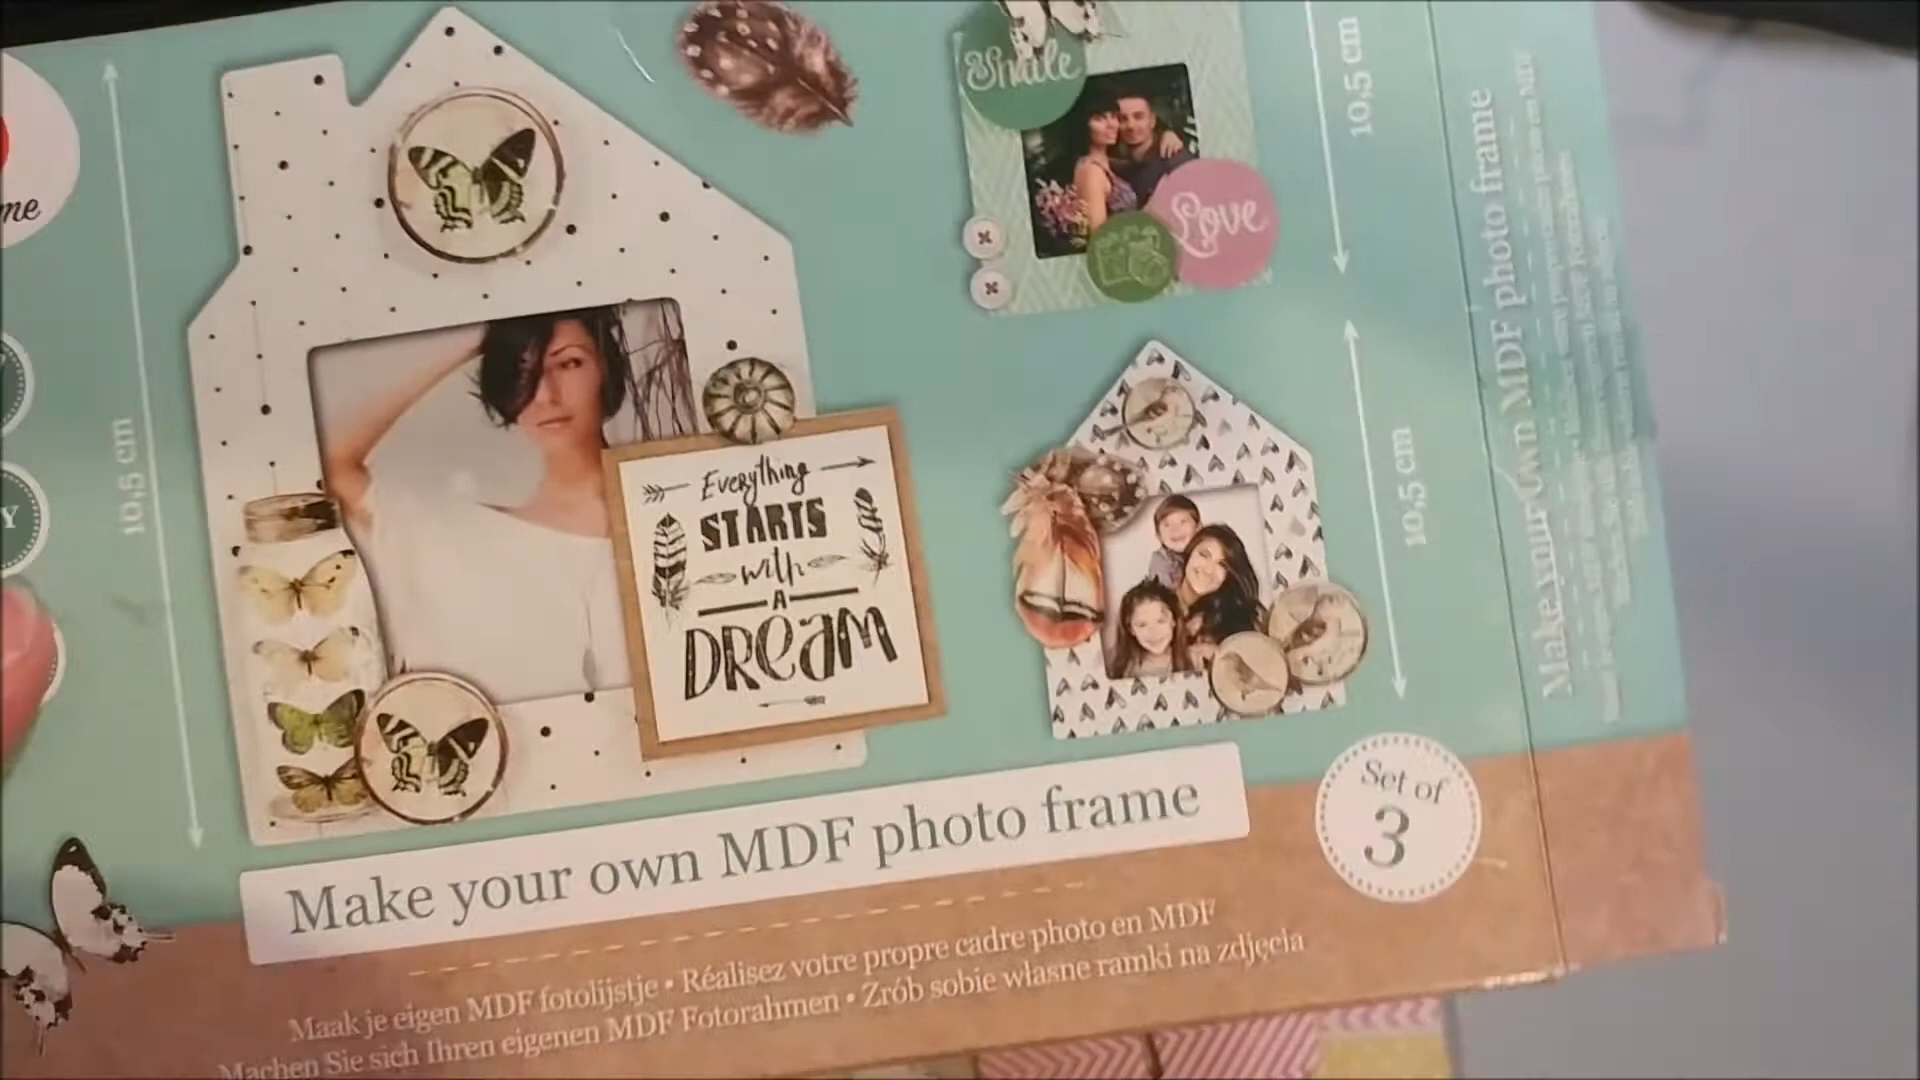 me
10,5 cm
Y
Everything
STARTS
with
A
DREAM
Smile
Love
10,5 cm
10,5 cm
Make your own MDF photo frame
Set of
3
Maak je eigen MDF fotolijstje • Réalisez votre propre cadre photo en MDF
Machen Sie sich Ihren eigenen MDF Fotorahmen • Zrób sobie własne ramki na zdjęcia
Make your own MDF photo frame